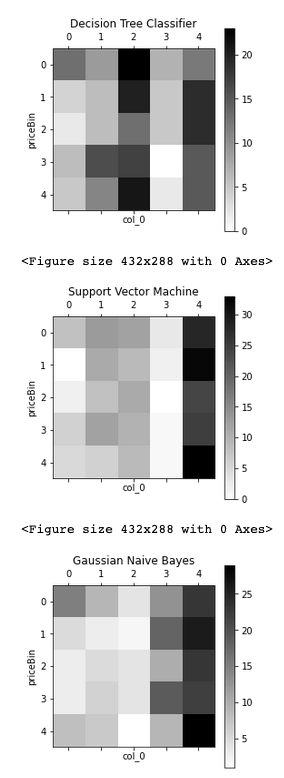 Decision Tree Classifier
0 1 2 3 4
0
1
2
3
4
priceBin
col_0
20
15
10
5
0
<Figure size 432x288 with 0 Axes>
Support Vector Machine
0 1 2 3 4
0
1
2
3
4
priceBin
col_0
30
25
20
15
10
5
0
<Figure size 432x288 with 0 Axes>
Gaussian Naive Bayes
0 1 2 3 4
0
1
2
3
4
priceBin
col_0
25
20
15
10
5